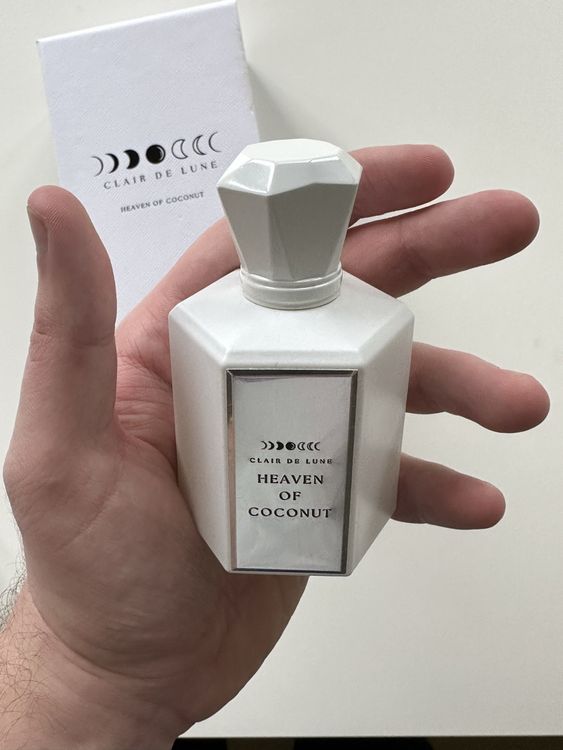 CLAIR DE LUNE
HEAVEN OF COCONUT
CLAIR DE LUNE
HEAVEN
OF
COCONUT